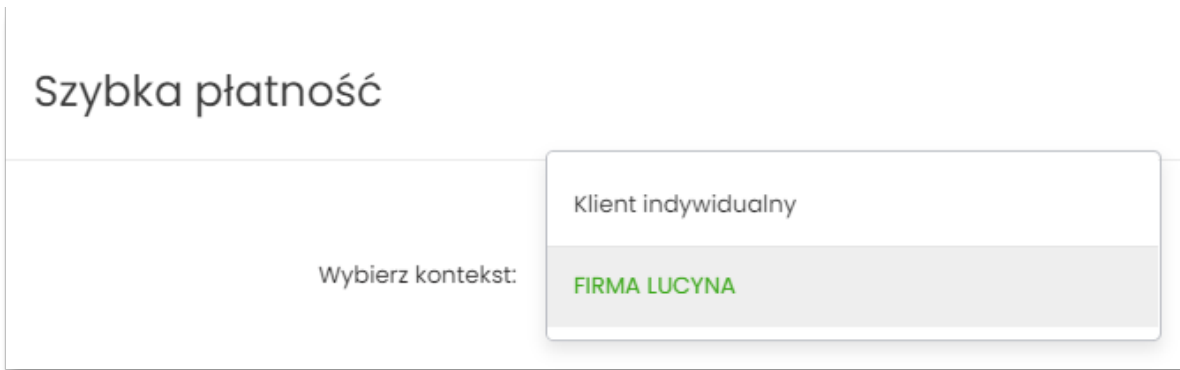 Szybka płatność
Klient indywidualny
Wybierz kontekst:
FIRMA LUCYNA